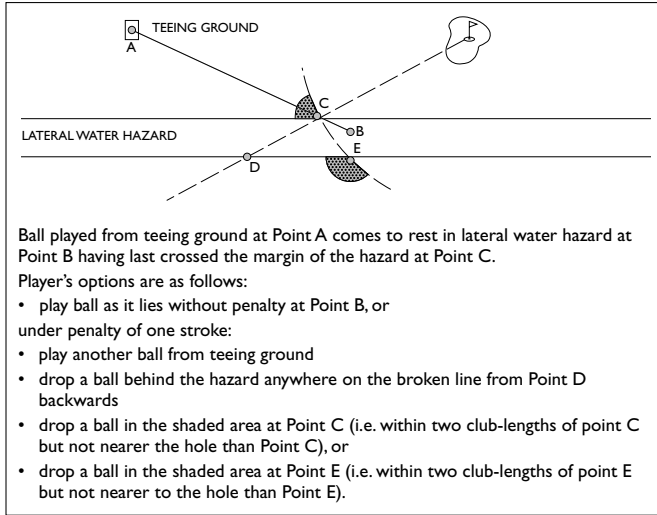 TEEING GROUND
A
C
LATERAL WATER HAZARD
B
E
D
Ball played from teeing ground at Point A comes to rest in lateral water hazard at
Point B having last crossed the margin of the hazard at Point C.
Player's options are as follows:
• play ball as it lies without penalty at Point B, or
under penalty of one stroke:
• play another ball from teeing ground
• drop a ball behind the hazard anywhere on the broken line from Point D
backwards
• drop a ball in the shaded area at Point C (i.e. within two club-lengths of point C
but not nearer the hole than Point C), or
• drop a ball in the shaded area at Point E (i.e. within two club-lengths of point E
but not nearer to the hole than Point E).